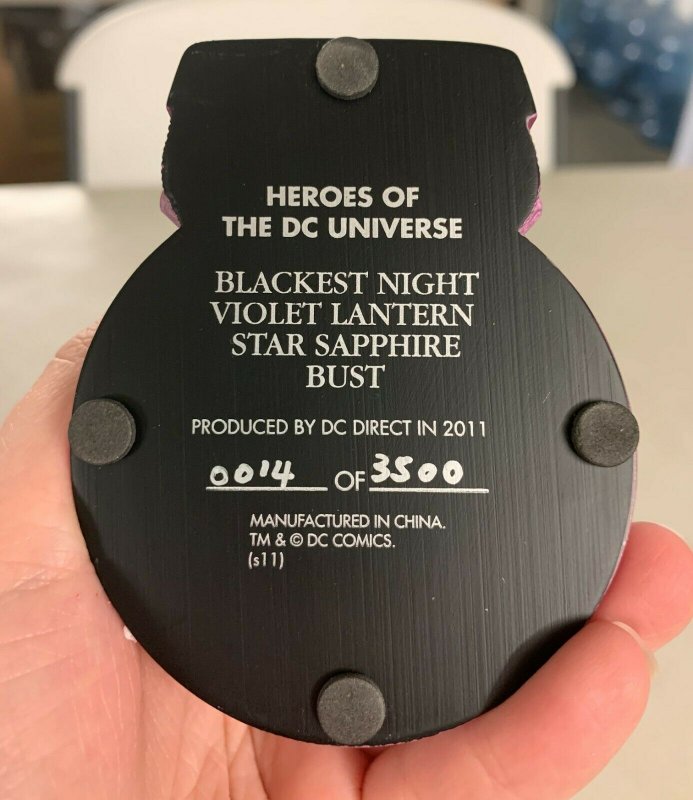 HEROES OF
THE DC UNIVERSE
BLACKEST NIGHT
VIOLET LANTERN
STAR SAPPHIRE
BUST
PRODUCED BY DC DIRECT IN 2011
0014 OF 3500
MANUFACTURED IN CHINA.
TM & © DC COMICS.
(s11)